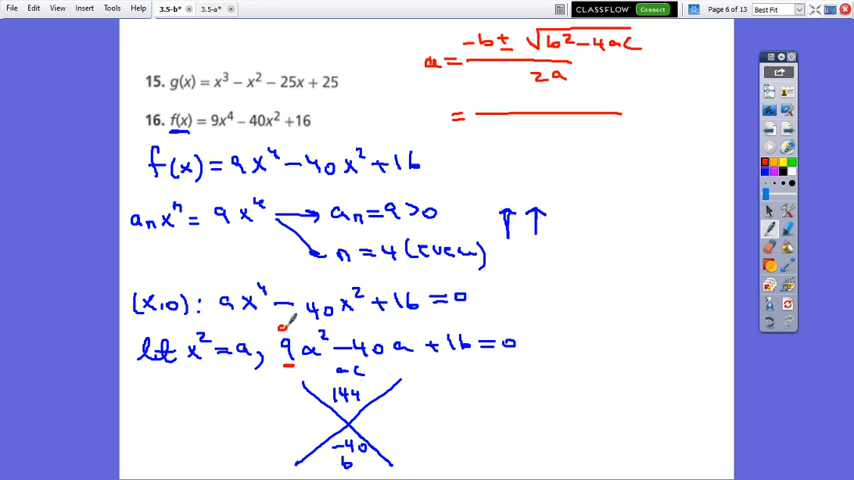 File Edit View Insert Tools Help 3.5-b* 3.5-a* CLASSFLOW Connected Page 6 of 13 Best Fit
-b ± √b² - 4ac
a = 
2a
15. g(x) = x³ − x² − 25x + 25
16. f(x) = 9x⁴ − 40x² +16
=
f(x) = 9x⁴ - 40x² + 16
aₙxⁿ = 9x⁴ → aₙ = 9 > 0 ↑ ↑
→ n = 4 (even)
(x,0): 9x⁴ - 40x² + 16 = 0
let x² = a, 9a² - 40a + 16 = 0
ac
144
-40
b